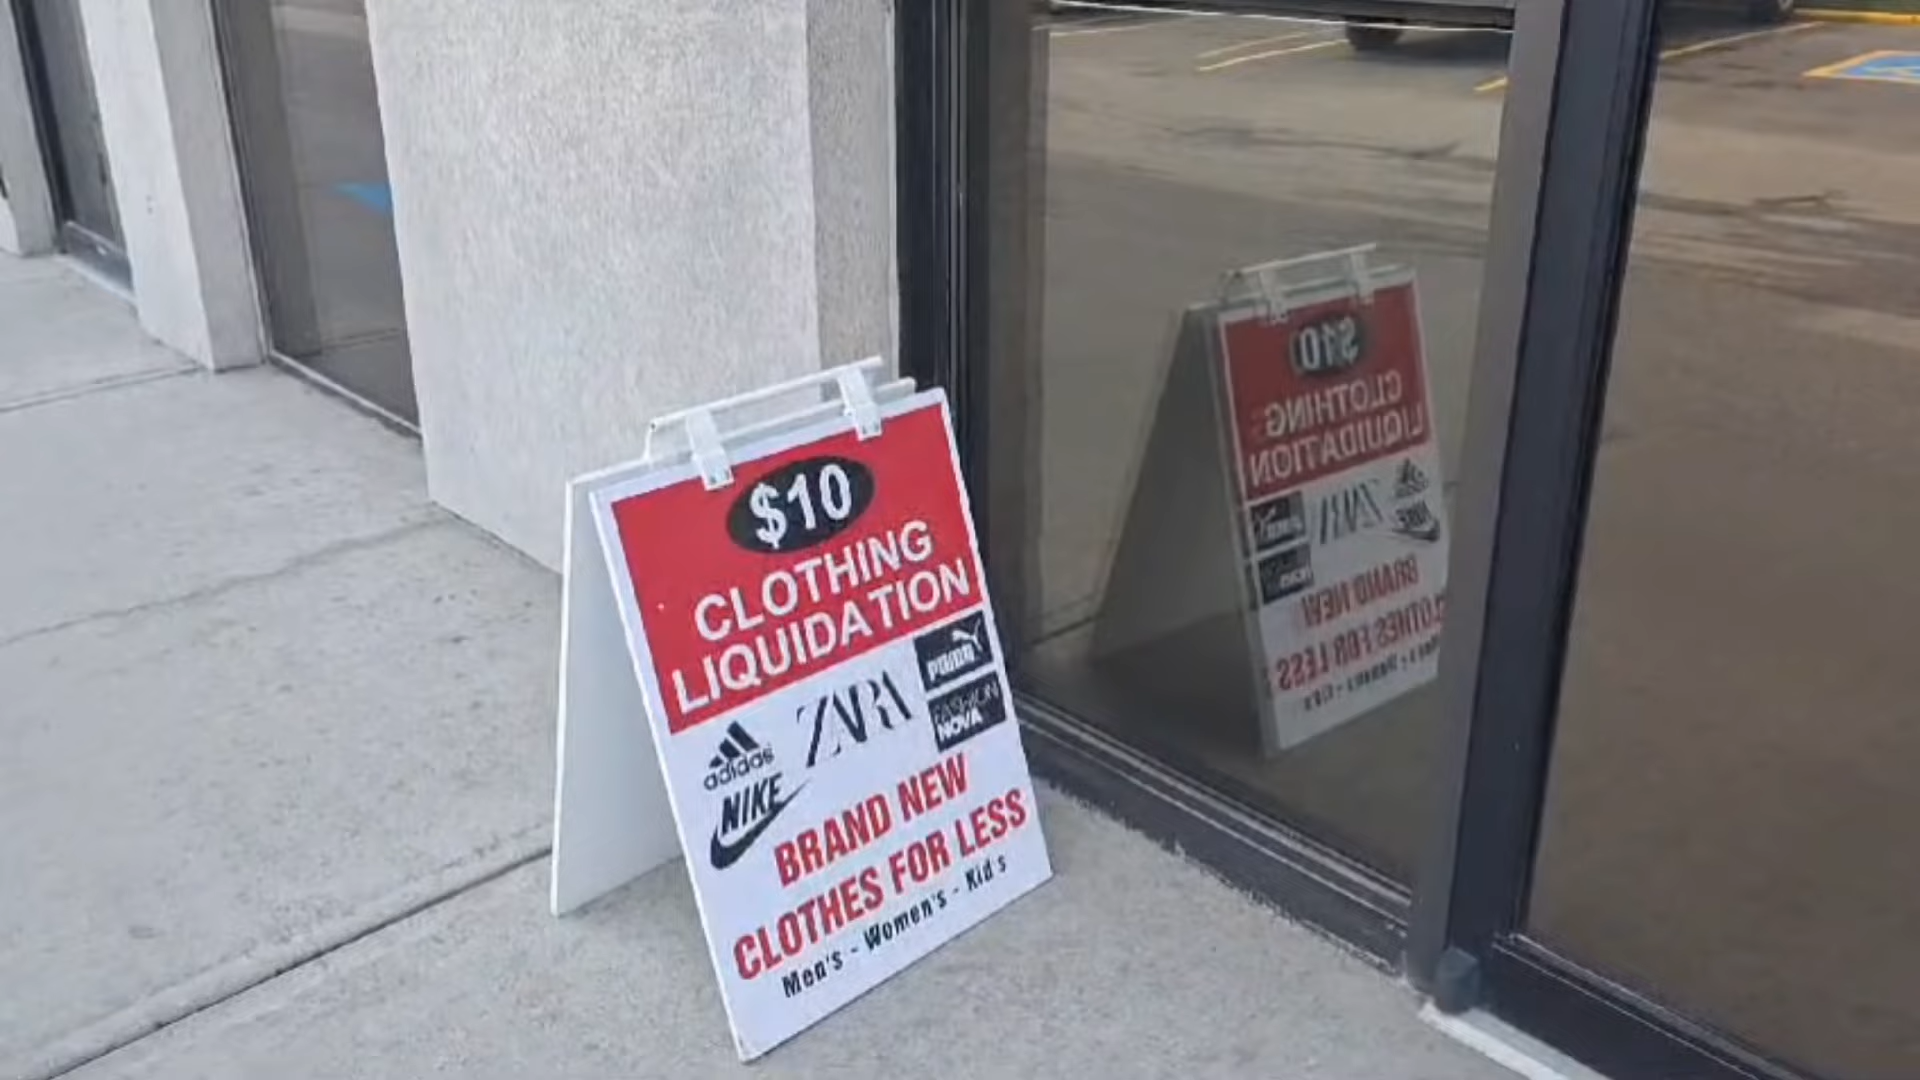 $10
CLOTHING
LIQUIDATION
adidas
ZARA
PUMA
FASHION
NOVA
NIKE
BRAND NEW
CLOTHES FOR LESS
Men's - Women's - Kid's